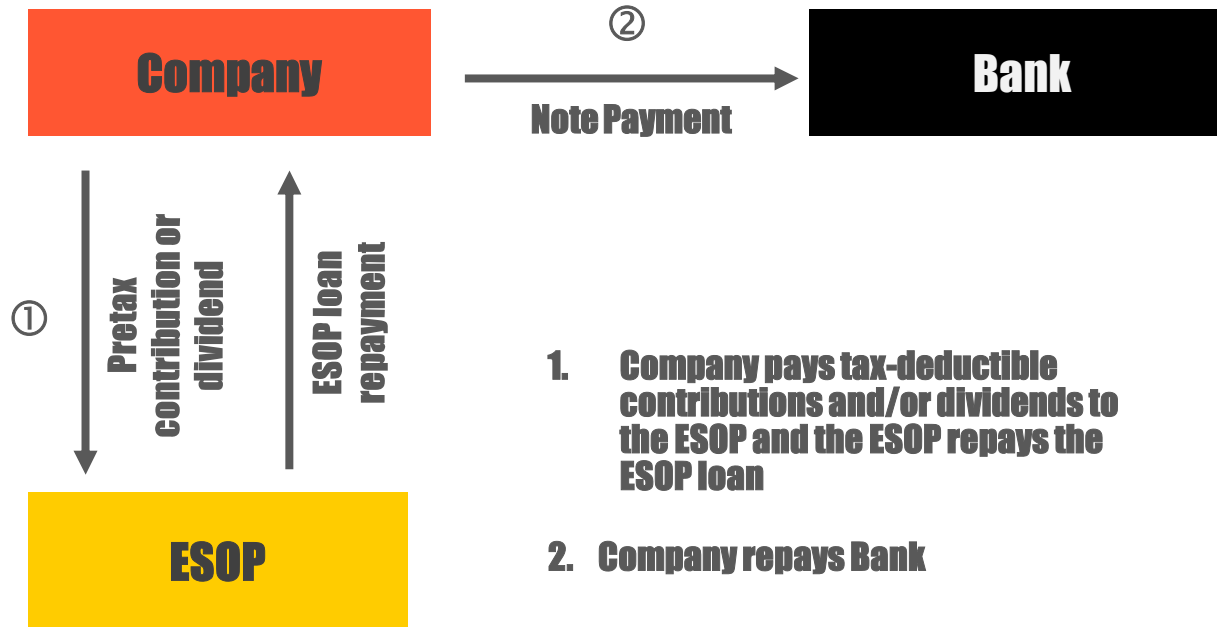 ②
Company
Bank
Note Payment
①
Pretax
contribution or
dividend
ESOP loan
repayment
1. Company pays tax-deductible
contributions and/or dividends to
the ESOP and the ESOP repays the
ESOP loan
ESOP
2. Company repays Bank